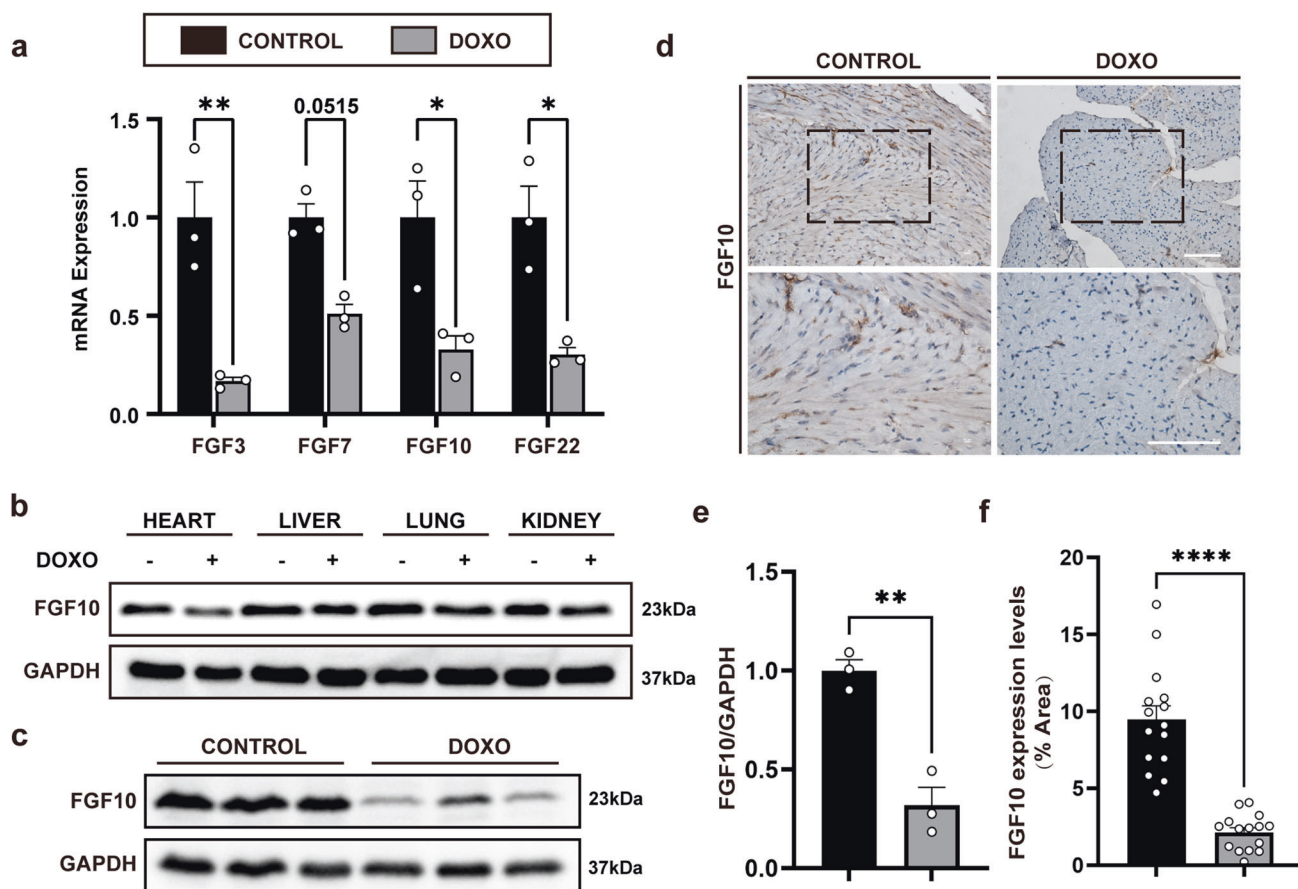 a
CONTROL DOXO
mRNA Expression
1.5
1.0
0.5
0.0
** 0.0515 * *
FGF3 FGF7 FGF10 FGF22
b
HEART LIVER LUNG KIDNEY
DOXO - + - + - + - +
FGF10 23kDa
GAPDH 37kDa
c
CONTROL DOXO
FGF10 23kDa
GAPDH 37kDa
d
CONTROL DOXO
FGF10
e
FGF10/GAPDH
1.5
1.0
0.5
0.0
**
f
FGF10 expression levels
(% Area)
20
15
10
5
0
****